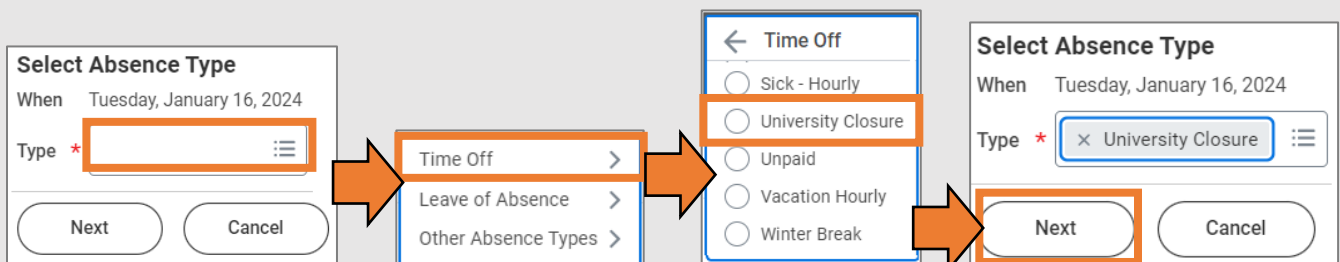 Select Absence Type
When Tuesday, January 16, 2024
Type *
Next Cancel
Time Off
Leave of Absence
Other Absence Types
Time Off
Sick - Hourly
University Closure
Unpaid
Vacation Hourly
Winter Break
Select Absence Type
When Tuesday, January 16, 2024
Type * × University Closure
Next Cancel